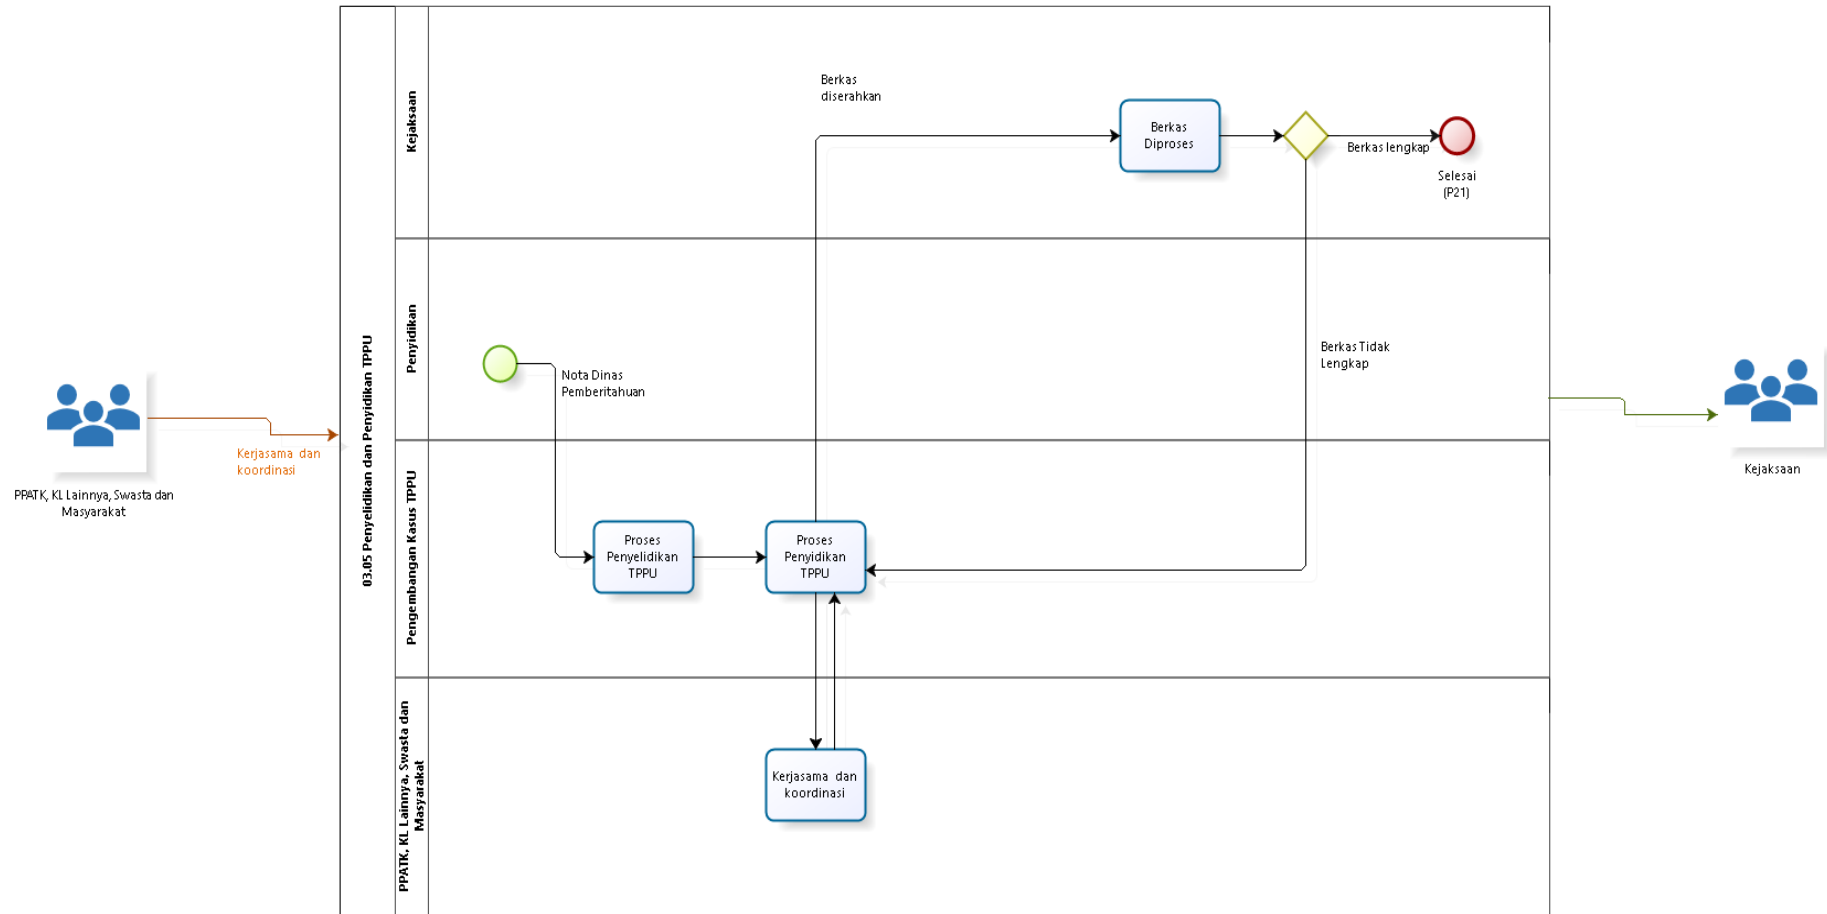 PPATK, KL Lainnya, Swasta dan
Masyarakat
Kerjasama dan
koordinasi
03.05 Penyelidikan dan Penyidikan TPPU
Kejaksaan
Berkas
diserahkan
Berkas
Diproses
Berkas lengkap
Selesai
(P21)
Penyidikan
Nota Dinas
Pemberitahuan
Berkas Tidak
Lengkap
Pengembangan Kasus TPPU
Proses
Penyelidikan
TPPU
Proses
Penyidikan
TPPU
PPATK, KL Lainnya, Swasta dan
Masyarakat
Kerjasama dan
koordinasi
Kejaksaan